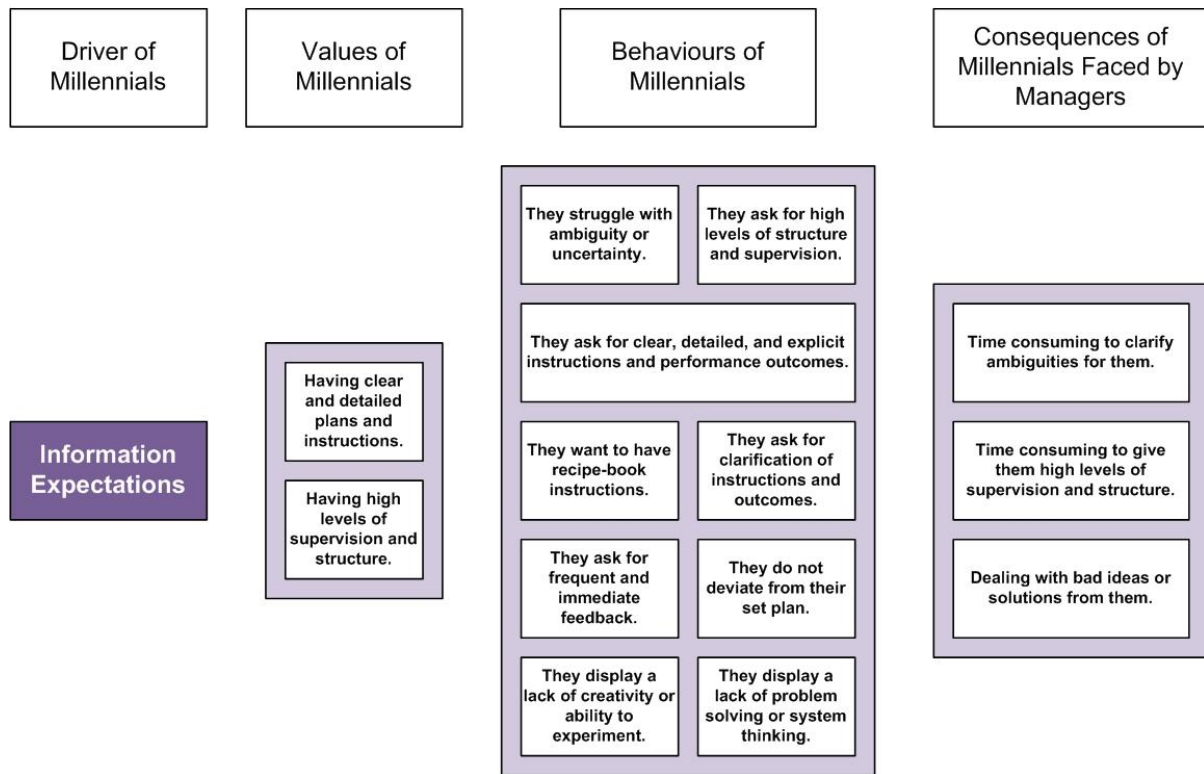 Driver of
Millennials
Values of
Millennials
Behaviours of
Millennials
Consequences of
Millennials Faced by
Managers
Information
Expectations
Having clear
and detailed
plans and
instructions.
Having high
levels of
supervision and
structure.
They struggle with
ambiguity or
uncertainty.
They ask for high
levels of structure
and supervision.
They ask for clear, detailed, and explicit
instructions and performance outcomes.
They want to have
recipe-book
instructions.
They ask for
clarification of
instructions and
outcomes.
They ask for
frequent and
immediate
feedback.
They do not
deviate from their
set plan.
They display a
lack of creativity or
ability to
experiment.
They display a
lack of problem
solving or system
thinking.
Time consuming to clarify
ambiguities for them.
Time consuming to give
them high levels of
supervision and structure.
Dealing with bad ideas or
solutions from them.